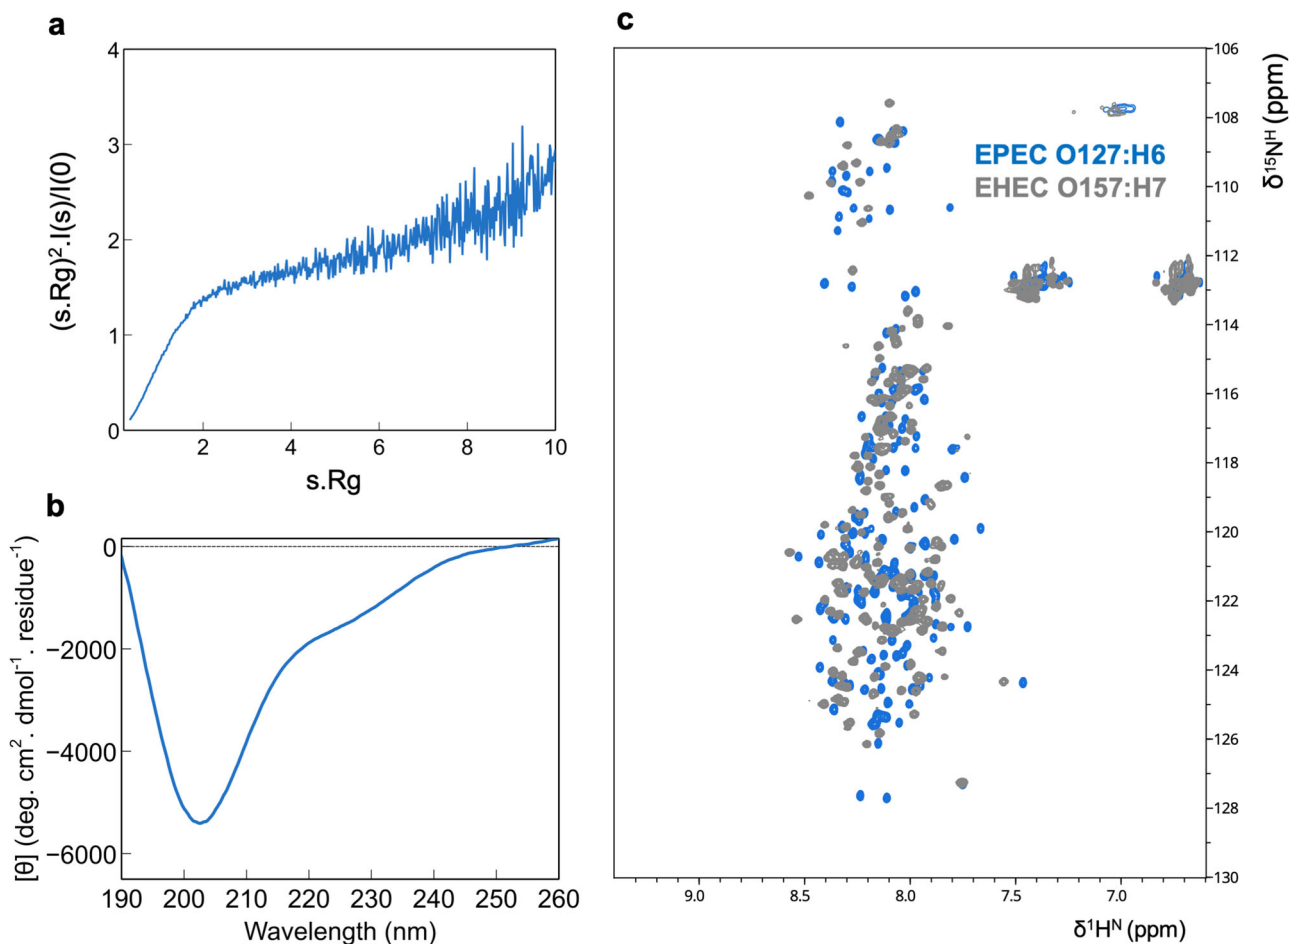 a
(s.Rg)².I(s)/I(0)
4
3
2
1
0
2 4 6 8 10
s.Rg
b
[θ] (deg. cm². dmol⁻¹. residue⁻¹)
0
−2000
−4000
−6000
190 200 210 220 230 240 250 260
Wavelength (nm)
c
EPEC O127:H6
EHEC O157:H7
106
108
110
112
114
116
118
120
122
124
126
128
130
δ¹⁵Nᴴ (ppm)
9.0 8.5 8.0 7.5 7.0
δ¹Hᴺ (ppm)